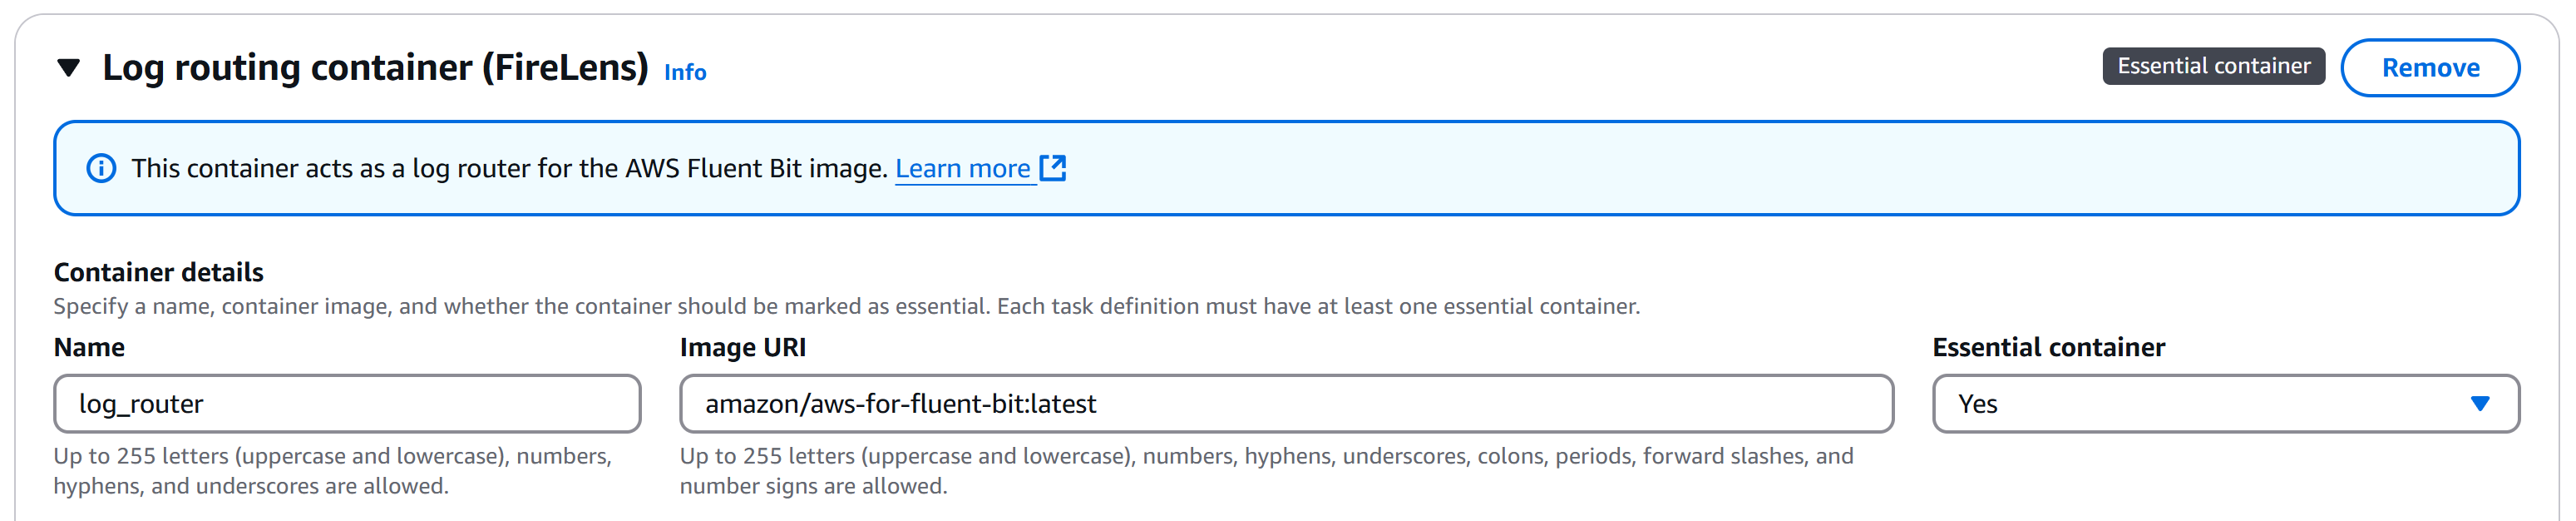 Log routing container (FireLens) Info
Essential container
Remove
This container acts as a log router for the AWS Fluent Bit image. Learn more
Container details
Specify a name, container image, and whether the container should be marked as essential. Each task definition must have at least one essential container.
Name
log_router
Up to 255 letters (uppercase and lowercase), numbers,
hyphens, and underscores are allowed.
Image URI
amazon/aws-for-fluent-bit:latest
Up to 255 letters (uppercase and lowercase), numbers, hyphens, underscores, colons, periods, forward slashes, and
number signs are allowed.
Essential container
Yes